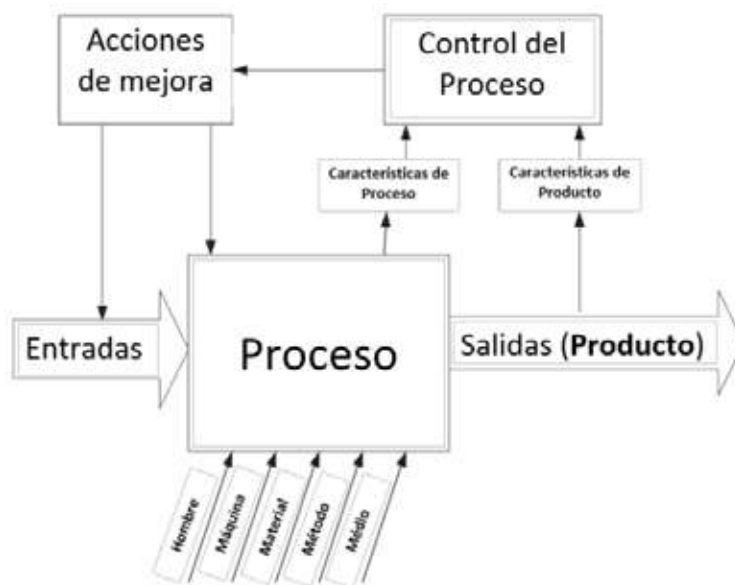 Acciones
de mejora
Control del
Proceso
Características de
Proceso
Características de
Producto
Entradas
Proceso
Salidas (Producto)
Hombre
Máquina
Material
Método
Médio